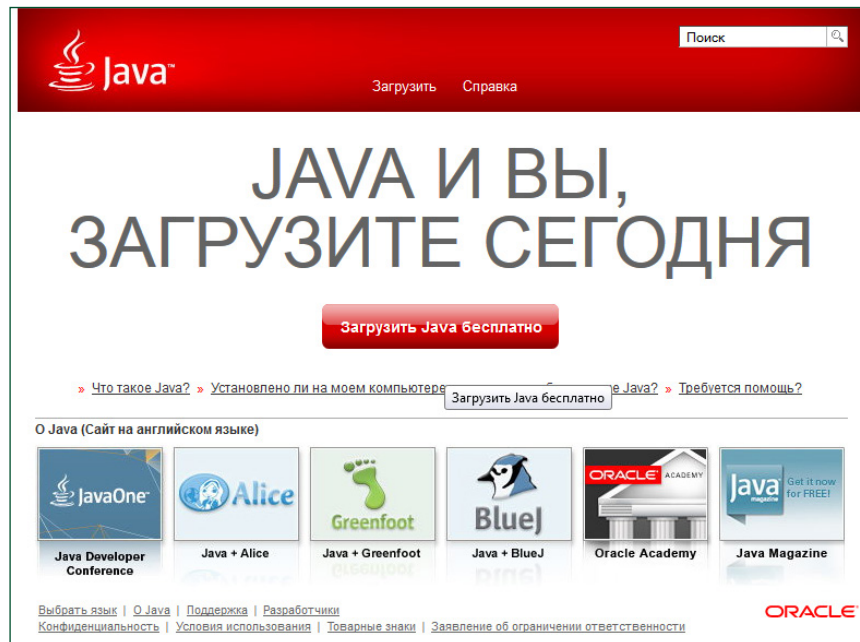 Java™
Поиск
Загрузить Справка
JAVA И ВЫ,
ЗАГРУЗИТЕ СЕГОДНЯ
Загрузить Java бесплатно
» Что такое Java? » Установлено ли на моем компьютере Java? » Требуется помощь?
Загрузить Java бесплатно
О Java (Сайт на английском языке)
JavaOne™
Alice
Greenfoot
BlueJ
ORACLE® ACADEMY
Java™ magazine
Get it now
for FREE!
Java Developer
Conference
Java + Alice
Java + Greenfoot
Java + BlueJ
Oracle Academy
Java Magazine
Выбрать язык | О Java | Поддержка | Разработчики
Конфиденциальность | Условия использования | Товарные знаки | Заявление об ограничении ответственности
ORACLE®